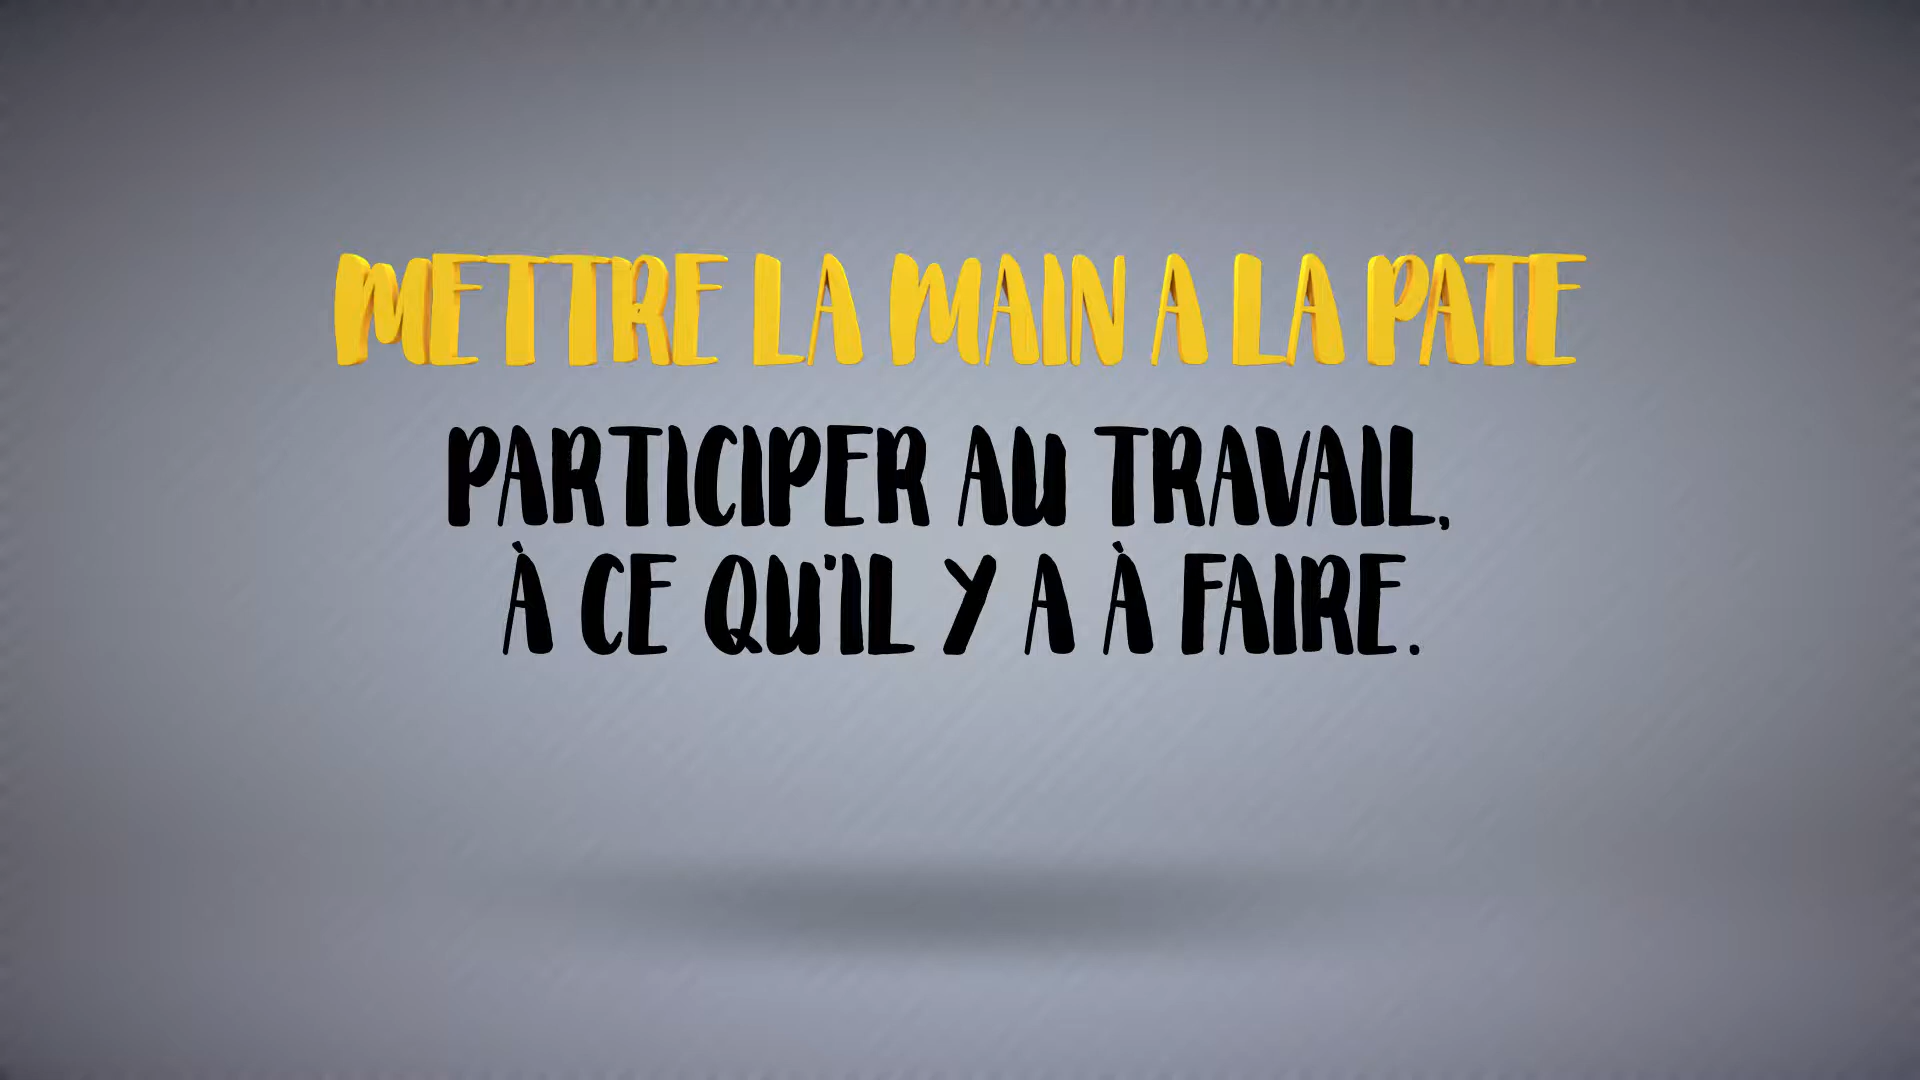 METTRE LA MAIN A LA PATE
PARTICIPER AU TRAVAIL,
À CE QU'IL Y A À FAIRE.